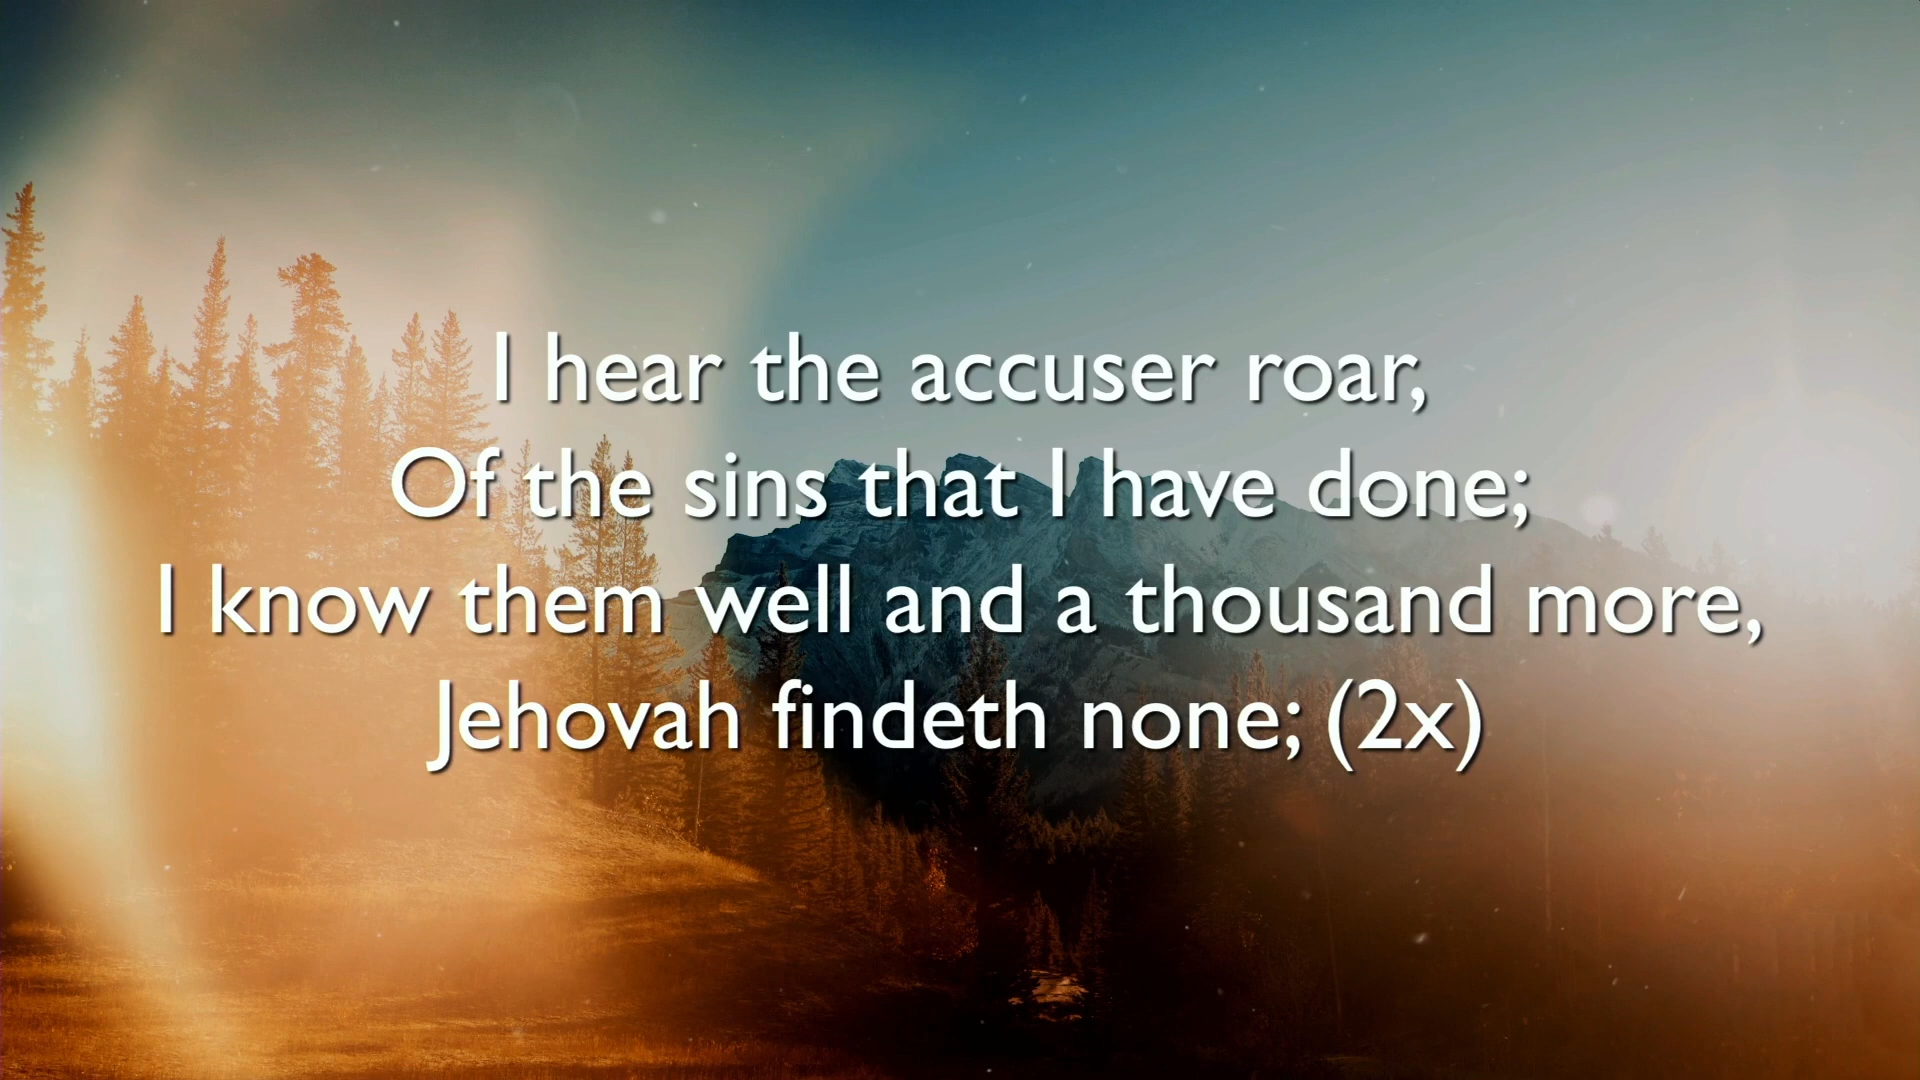 I hear the accuser roar,
Of the sins that I have done;
I know them well and a thousand more,
Jehovah findeth none; (2x)